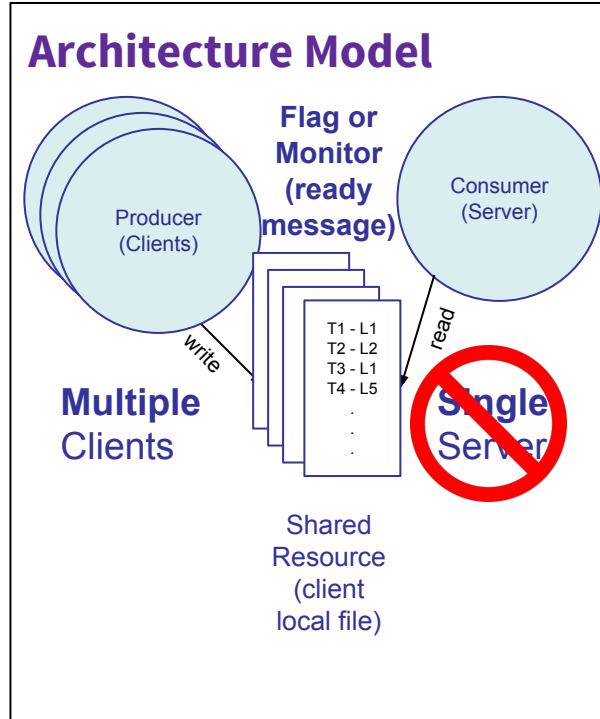 Architecture Model
Producer
(Clients)
Flag or
Monitor
(ready
message)
Consumer
(Server)
write
T1 - L1
T2 - L2
T3 - L1
T4 - L5
.
.
.
read
Multiple
Clients
Single
Server
Shared
Resource
(client
local file)